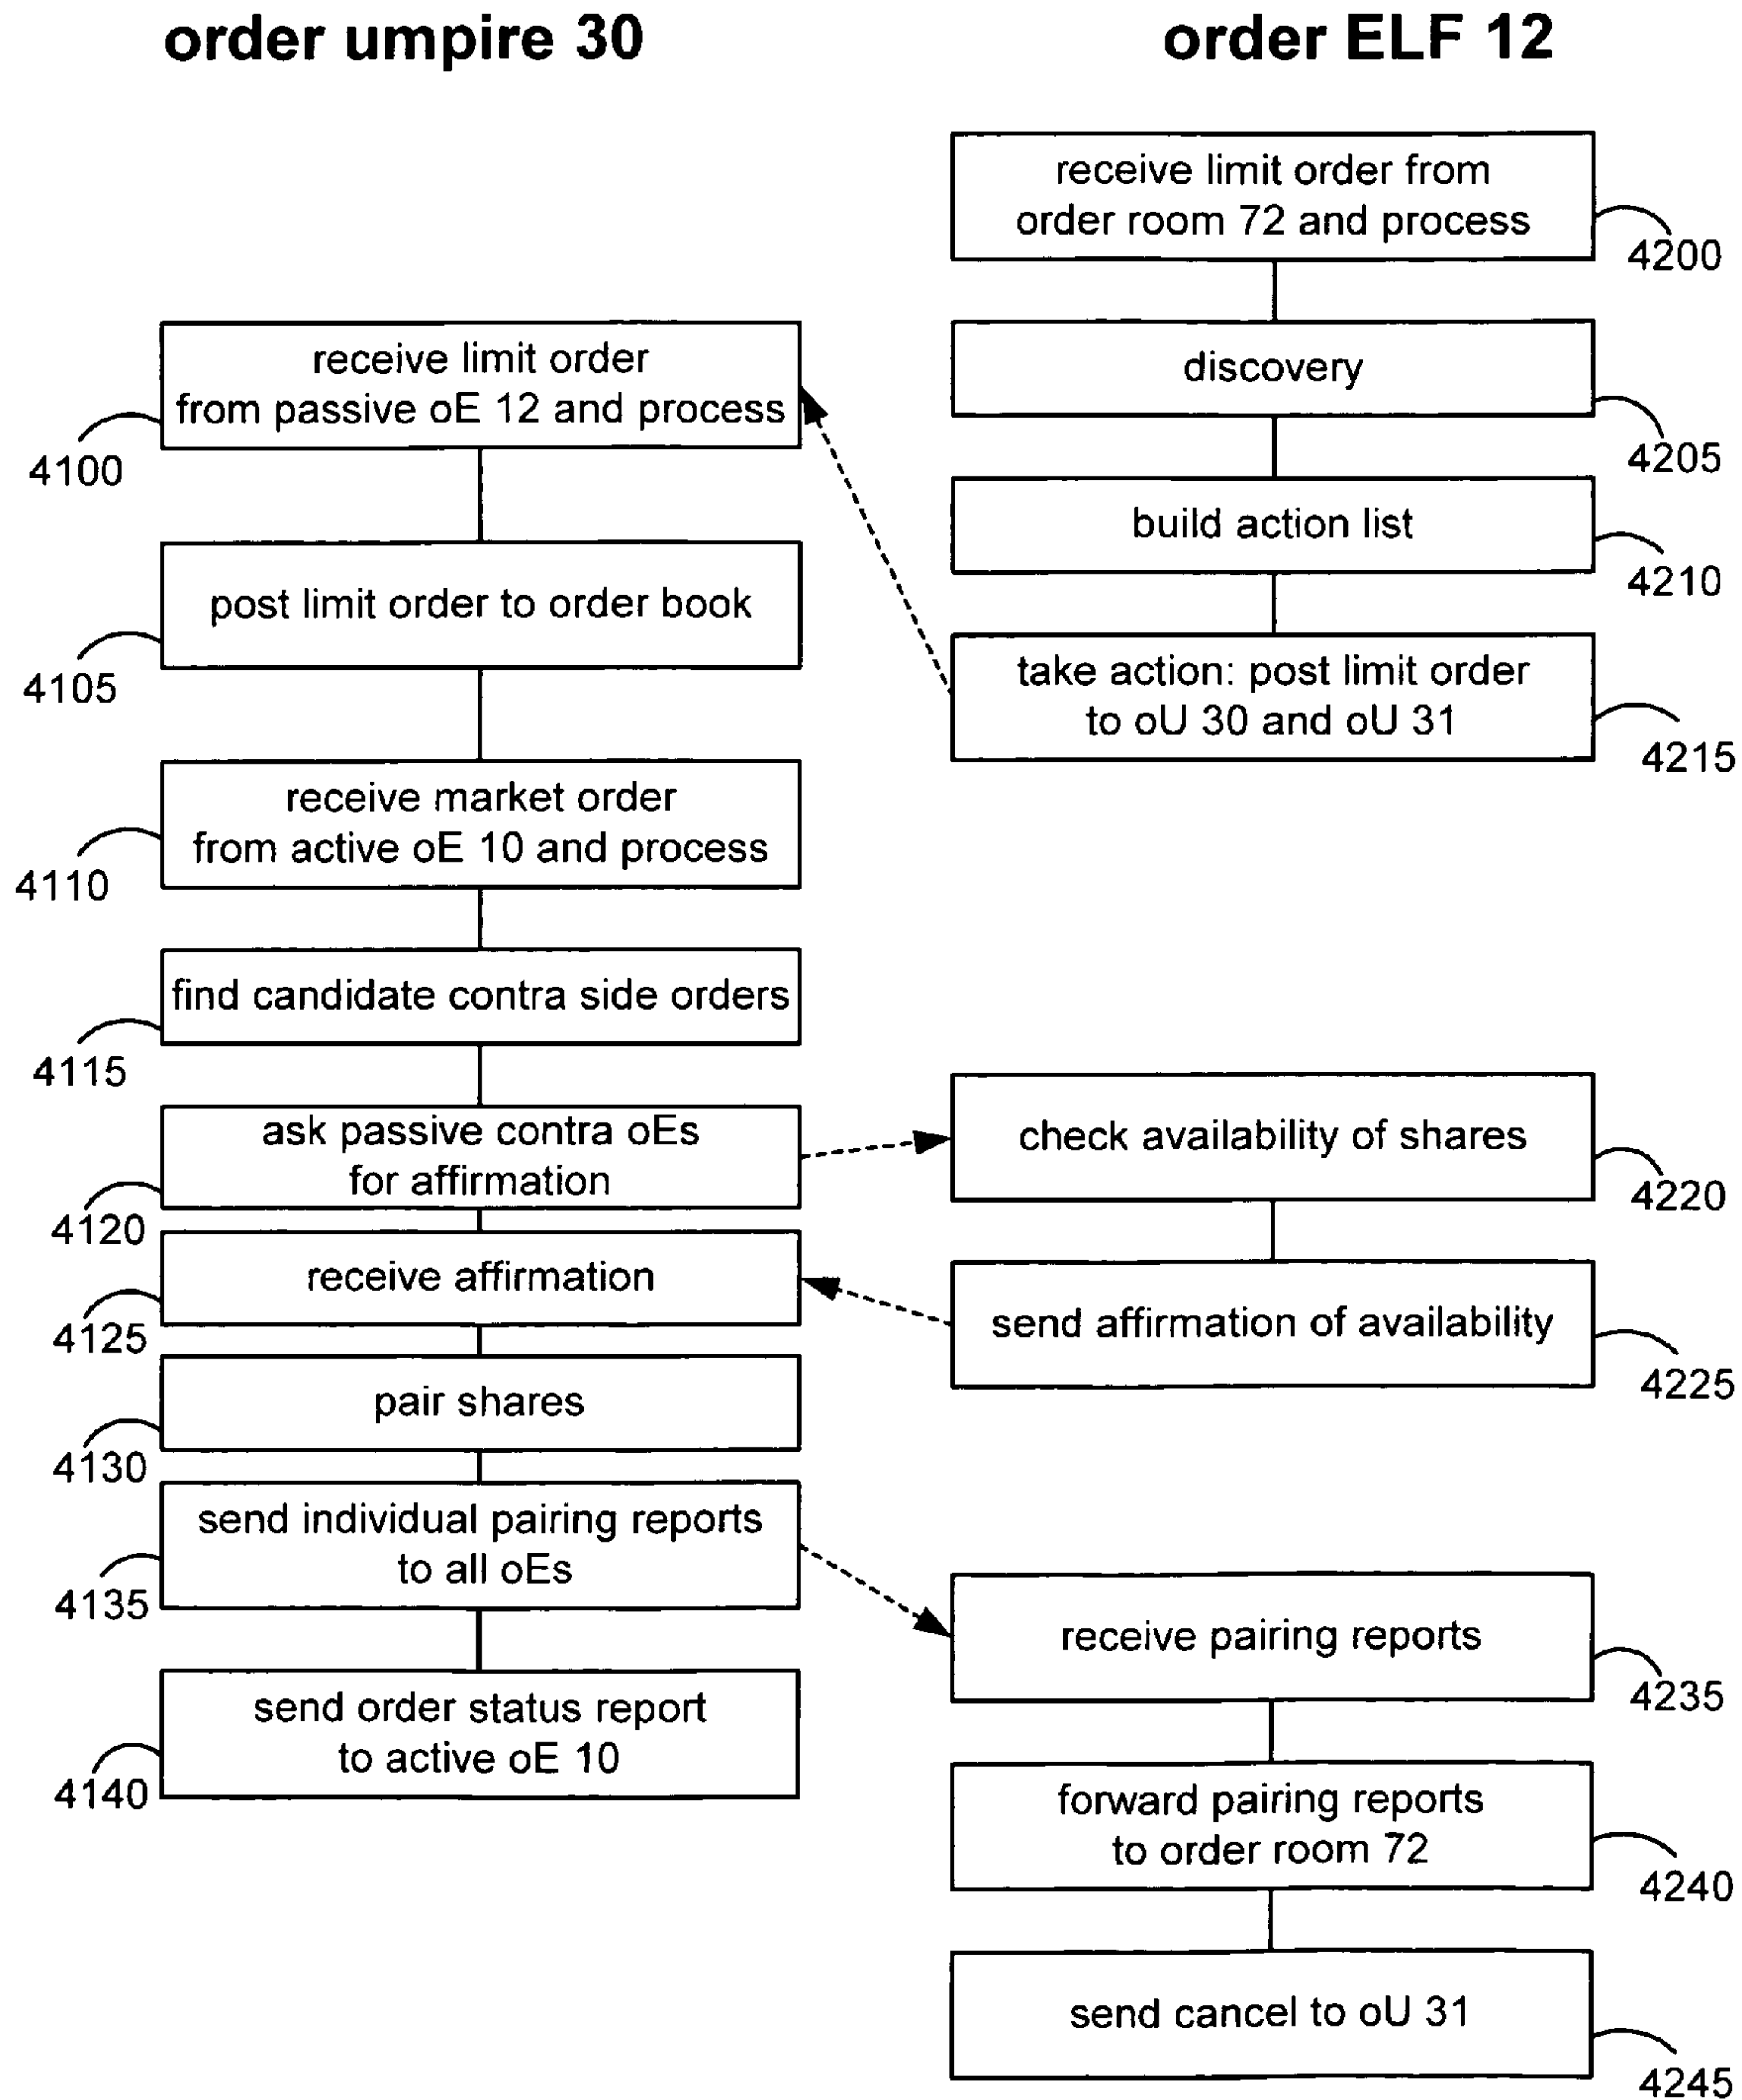 order umpire 30
order ELF 12
receive limit order from
order room 72 and process
4200
receive limit order
from passive oE 12 and process
4100
discovery
4205
build action list
4210
post limit order to order book
4105
take action: post limit order
to oU 30 and oU 31
4215
receive market order
from active oE 10 and process
4110
find candidate contra side orders
4115
ask passive contra oEs
for affirmation
4120
check availability of shares
4220
receive affirmation
4125
send affirmation of availability
4225
pair shares
4130
send individual pairing reports
to all oEs
4135
receive pairing reports
4235
send order status report
to active oE 10
4140
forward pairing reports
to order room 72
4240
send cancel to oU 31
4245